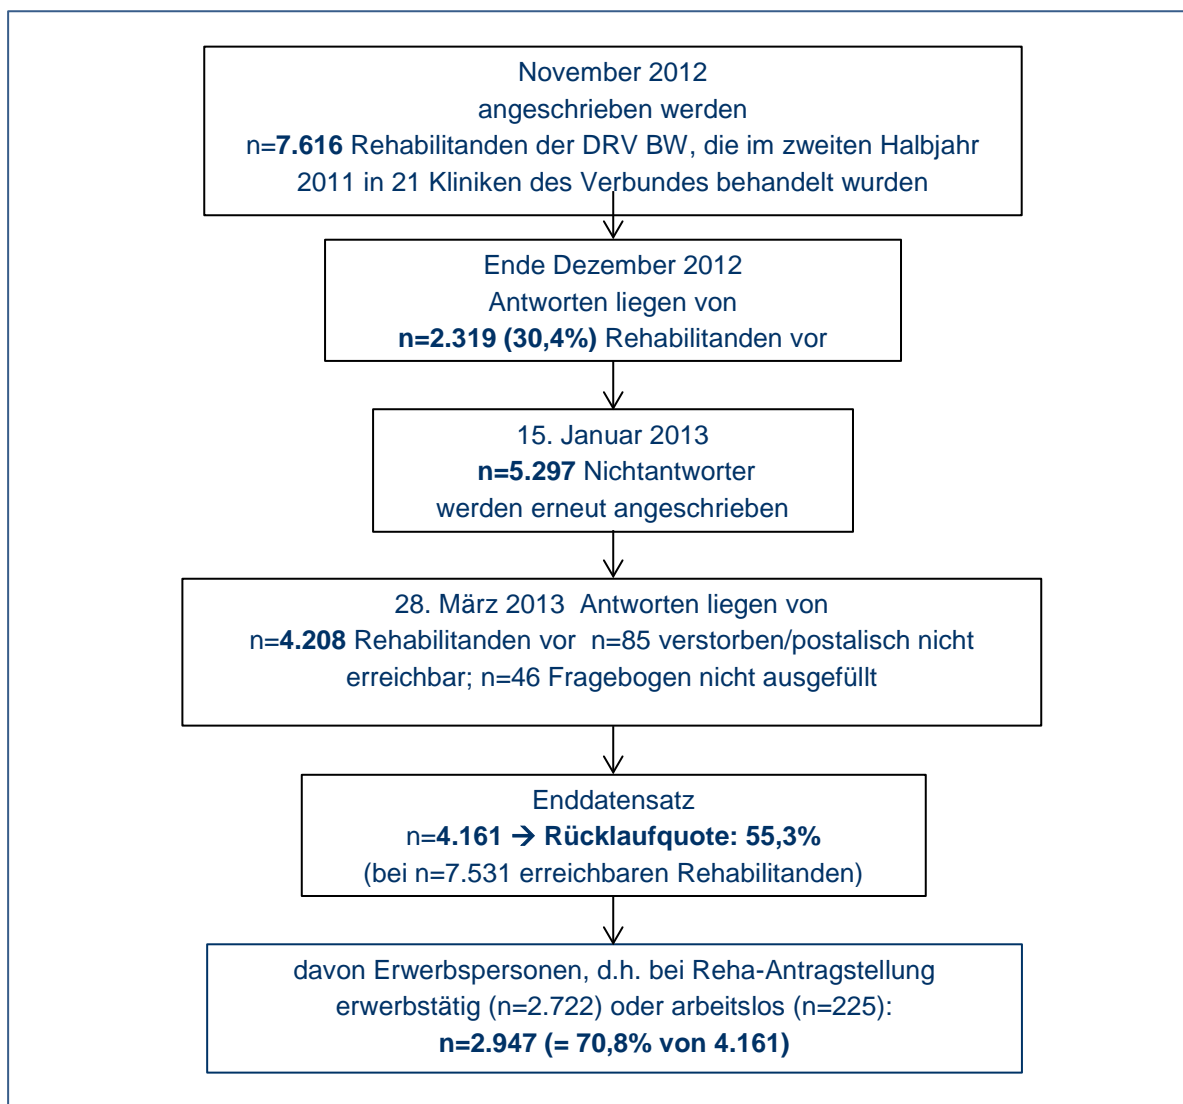 November 2012
angeschrieben werden
n=7.616 Rehabilitanden der DRV BW, die im zweiten Halbjahr
2011 in 21 Kliniken des Verbundes behandelt wurden
Ende Dezember 2012
Antworten liegen von
n=2.319 (30,4%) Rehabilitanden vor
15. Januar 2013
n=5.297 Nichtantworter
werden erneut angeschrieben
28. März 2013  Antworten liegen von
n=4.208 Rehabilitanden vor  n=85 verstorben/postalisch nicht
erreichbar; n=46 Fragebogen nicht ausgefüllt
Enddatensatz
n=4.161 → Rücklaufquote: 55,3%
(bei n=7.531 erreichbaren Rehabilitanden)
davon Erwerbspersonen, d.h. bei Reha-Antragstellung
erwerbstätig (n=2.722) oder arbeitslos (n=225):
n=2.947 (= 70,8% von 4.161)